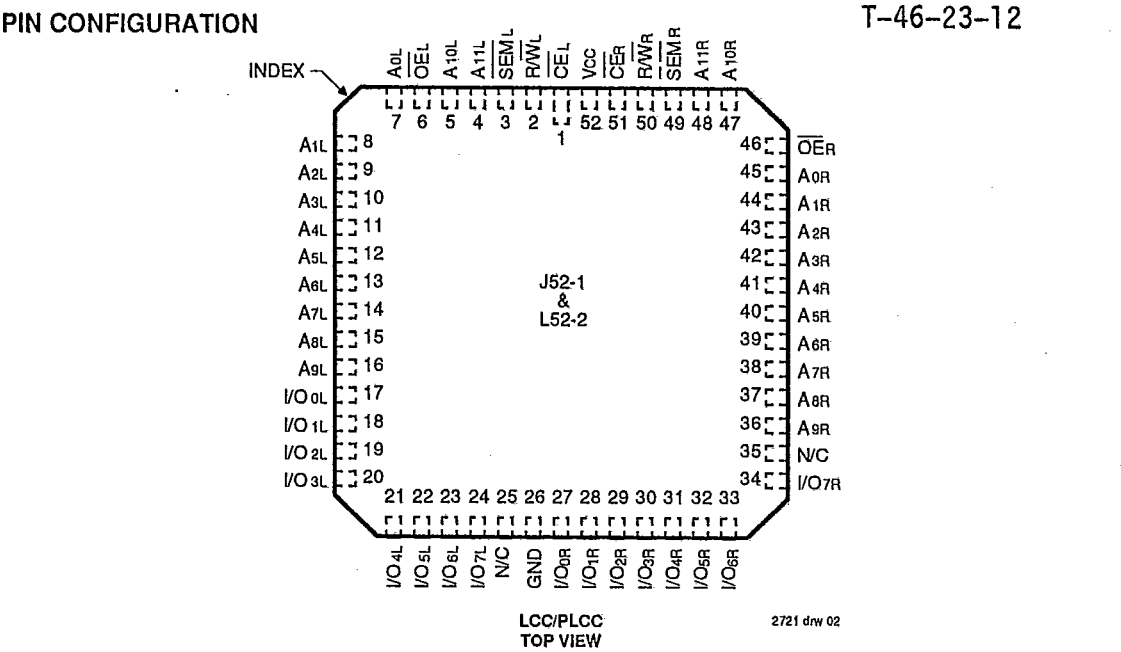 PIN CONFIGURATION
T-46-23-12
INDEX
A0L
OEL
A10L
A11L
SEML
R/WL
CEL
VCC
CER
R/WR
SEMR
A11R
A10R
7 6 5 4 3 2 1 52 51 50 49 48 47
A1L 8
A2L 9
A3L 10
A4L 11
A5L 12
A6L 13
A7L 14
A8L 15
A9L 16
I/O 0L 17
I/O 1L 18
I/O 2L 19
I/O 3L 20
J52-1
&
L52-2
46 OER
45 A0R
44 A1R
43 A2R
42 A3R
41 A4R
40 A5R
39 A6R
38 A7R
37 A8R
36 A9R
35 N/C
34 I/O7R
21 22 23 24 25 26 27 28 29 30 31 32 33
I/O4L
I/O5L
I/O6L
I/O7L
N/C
GND
I/O0R
I/O1R
I/O2R
I/O3R
I/O4R
I/O5R
I/O6R
LCC/PLCC
TOP VIEW
2721 drw 02